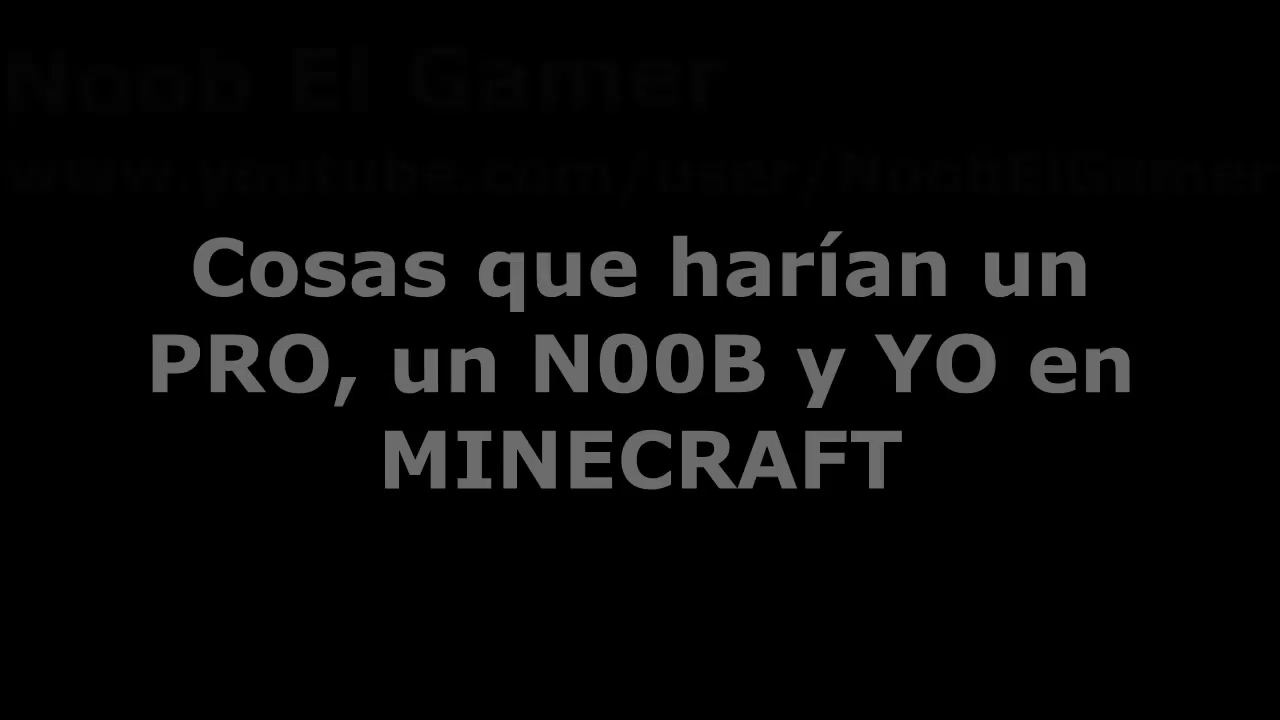 Noob El Gamer
www.youtube.com/user/NoobElGamer
Cosas que harían un
PRO, un N00B y YO en
MINECRAFT